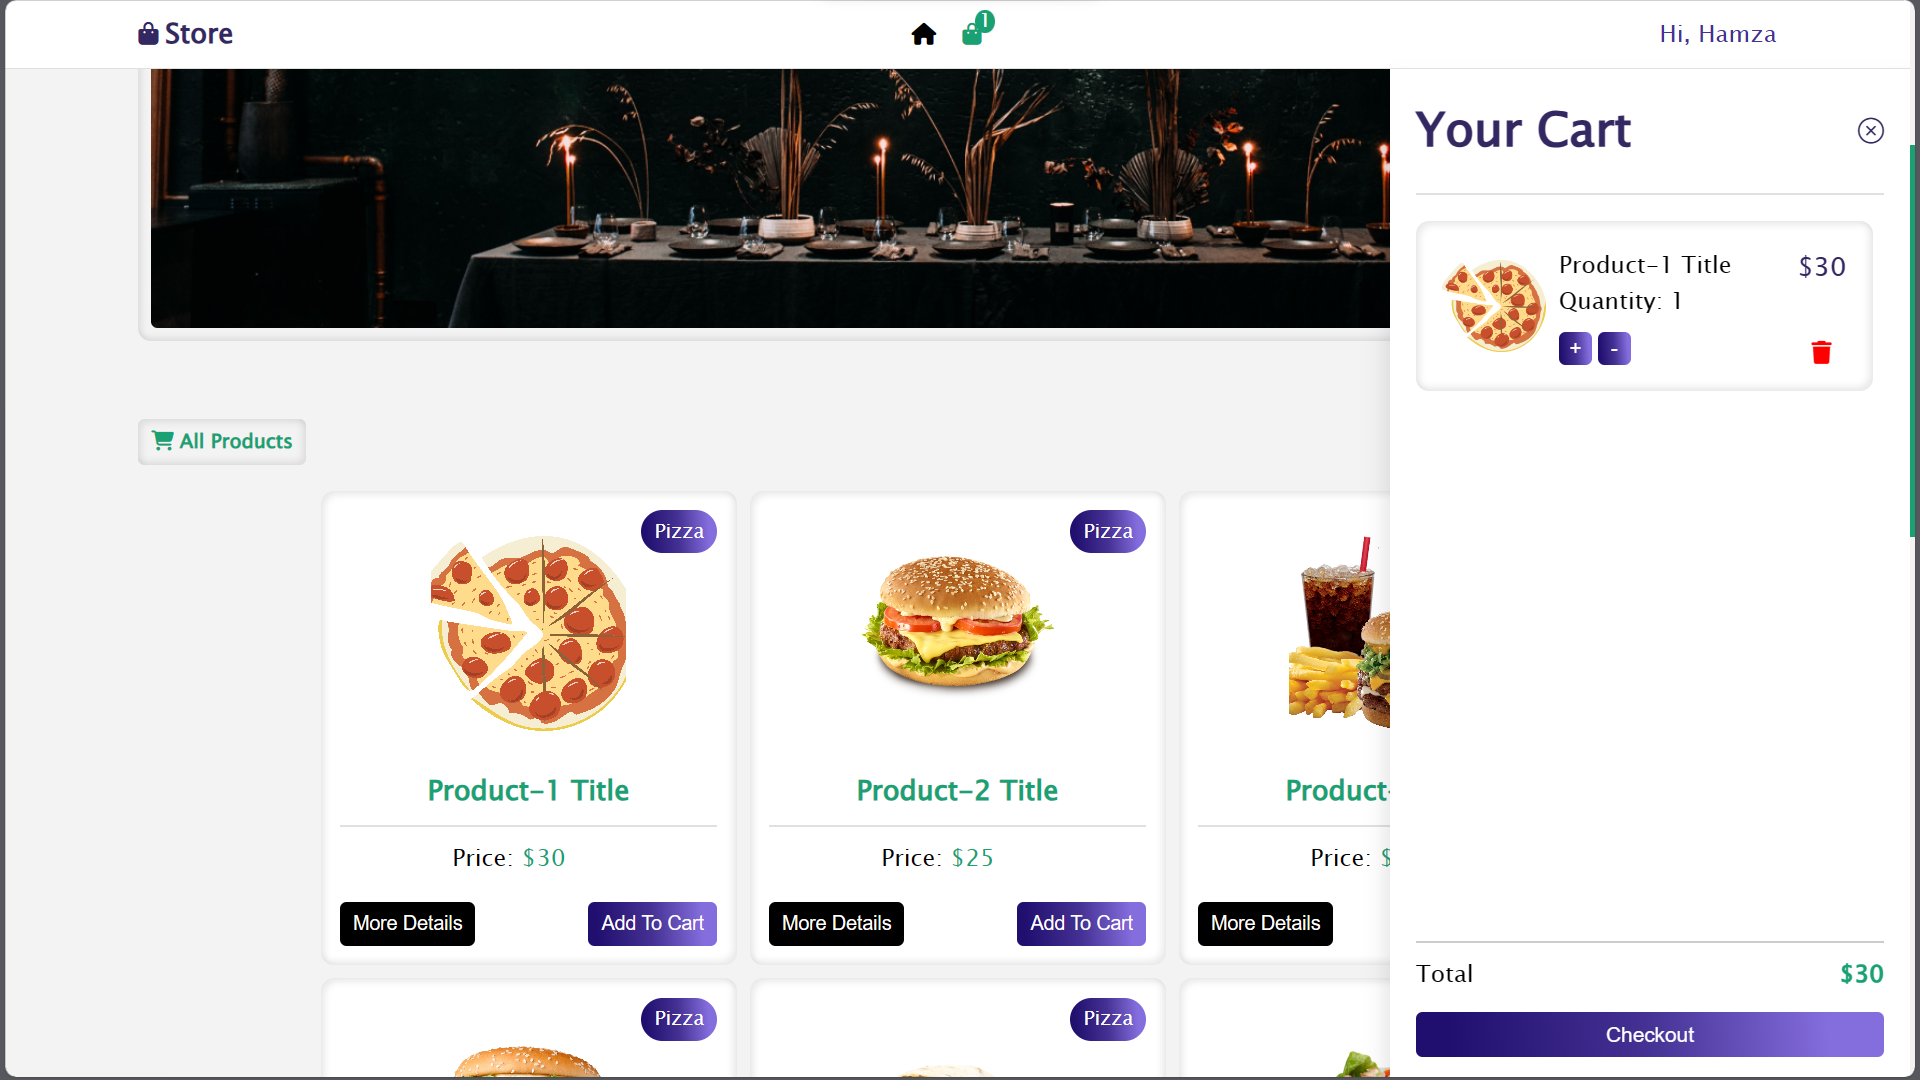 Store
1
Hi, Hamza
Your Cart
Product-1 Title
$30
Quantity: 1
+ -
All Products
Pizza
Pizza
Product-1 Title
Product-2 Title
Product-
Price: $30
Price: $25
Price: $
More Details
Add To Cart
More Details
Add To Cart
More Details
Pizza
Pizza
Total
$30
Checkout